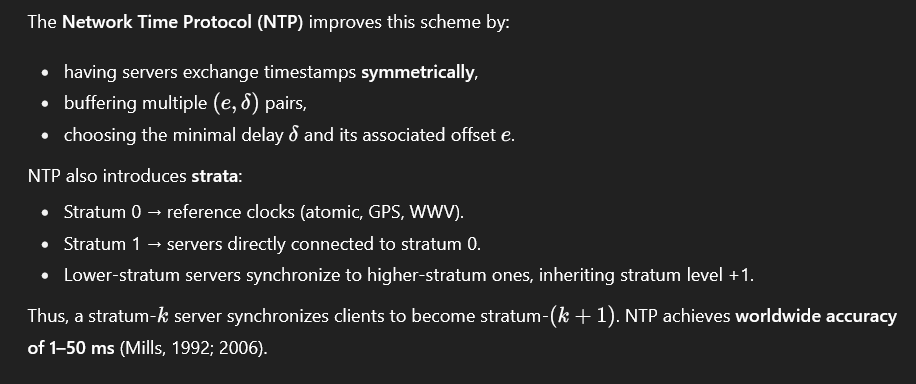 The Network Time Protocol (NTP) improves this scheme by:
• having servers exchange timestamps symmetrically,
• buffering multiple (e, δ) pairs,
• choosing the minimal delay δ and its associated offset e.
NTP also introduces strata:
• Stratum 0 → reference clocks (atomic, GPS, WWV).
• Stratum 1 → servers directly connected to stratum 0.
• Lower-stratum servers synchronize to higher-stratum ones, inheriting stratum level +1.
Thus, a stratum-k server synchronizes clients to become stratum-(k + 1). NTP achieves worldwide accuracy
of 1–50 ms (Mills, 1992; 2006).